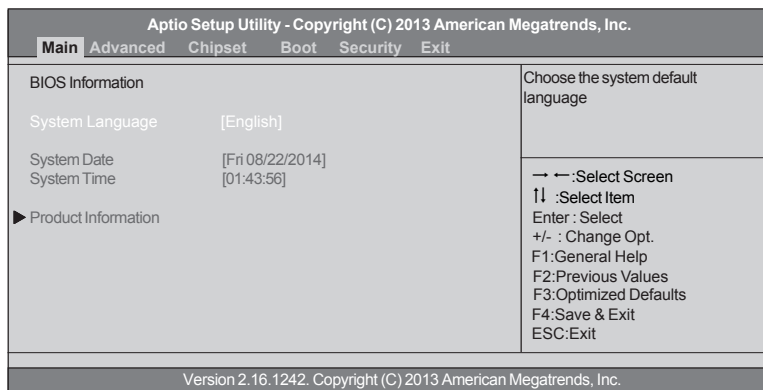 Aptio Setup Utility - Copyright (C) 2013 American Megatrends, Inc.
Main Advanced Chipset Boot Security Exit
BIOS Information
System Language [English]
System Date [Fri 08/22/2014]
System Time [01:43:56]
▶ Product Information
Choose the system default
language
→ ←:Select Screen
↑↓ :Select Item
Enter : Select
+/- : Change Opt.
F1:General Help
F2:Previous Values
F3:Optimized Defaults
F4:Save & Exit
ESC:Exit
Version 2.16.1242. Copyright (C) 2013 American Megatrends, Inc.